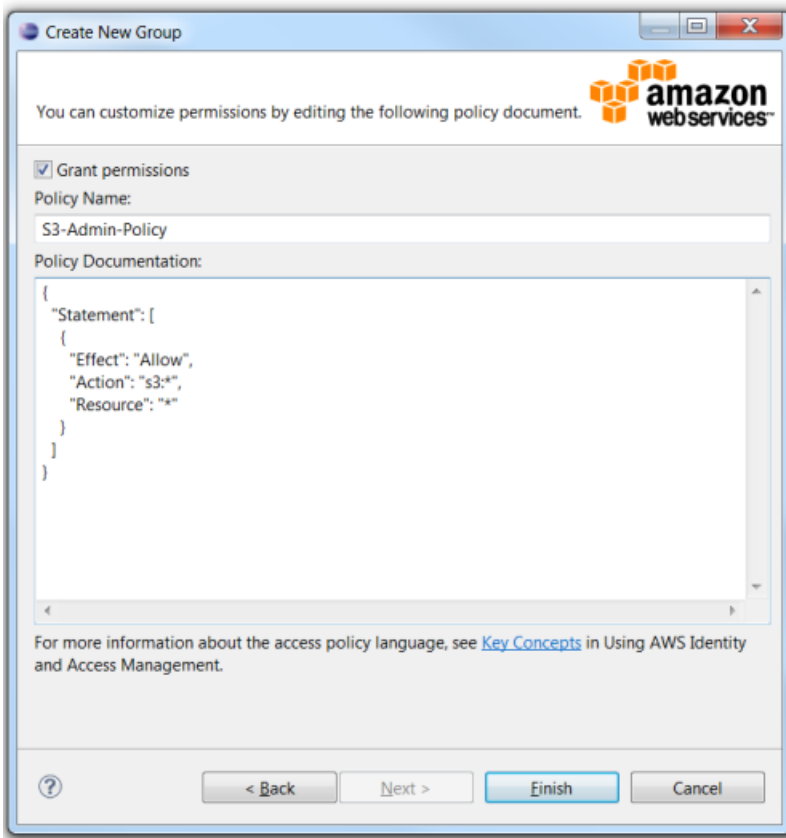 Create New Group
amazon
web services™
You can customize permissions by editing the following policy document.
Grant permissions
Policy Name:
S3-Admin-Policy
Policy Documentation:
{
"Statement": [
{
"Effect": "Allow",
"Action": "s3:*",
"Resource": "*"
}
]
}
For more information about the access policy language, see Key Concepts in Using AWS Identity
and Access Management.
?
< Back
Next >
Finish
Cancel